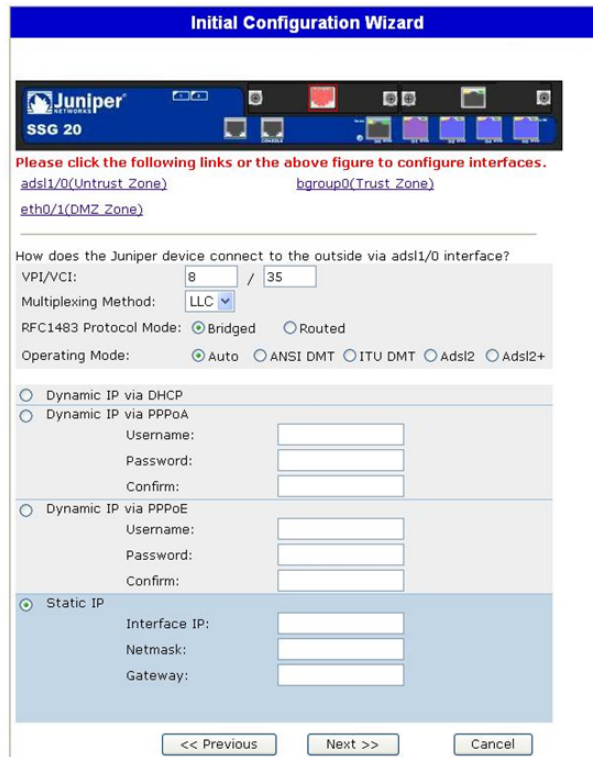 Initial Configuration Wizard
Juniper
NETWORKS
SSG 20
CONSOLE
Please click the following links or the above figure to configure interfaces.
adsl1/0(Untrust Zone) bgroup0(Trust Zone)
eth0/1(DMZ Zone)
How does the Juniper device connect to the outside via adsl1/0 interface?
VPI/VCI: 8 / 35
Multiplexing Method: LLC
RFC1483 Protocol Mode: Bridged Routed
Operating Mode: Auto ANSI DMT ITU DMT Adsl2 Adsl2+
Dynamic IP via DHCP
Dynamic IP via PPPoA
Username:
Password:
Confirm:
Dynamic IP via PPPoE
Username:
Password:
Confirm:
Static IP
Interface IP:
Netmask:
Gateway:
<< Previous Next >> Cancel